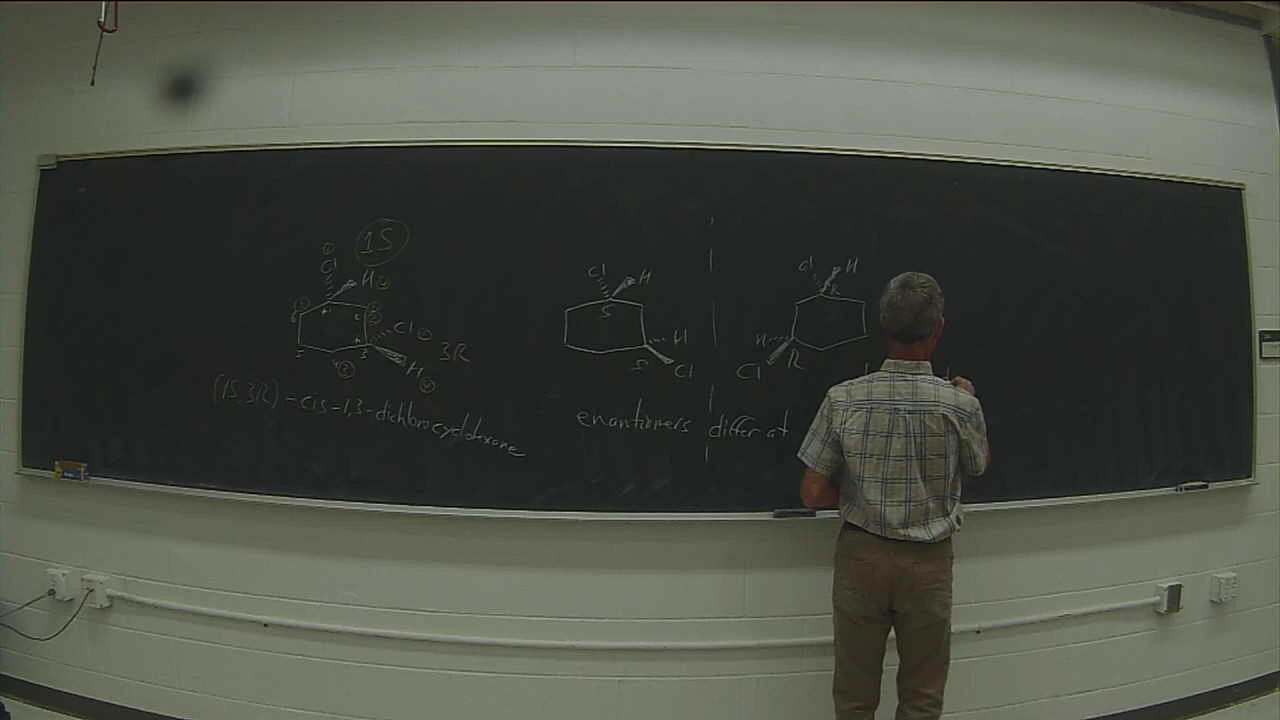 1S
Cl
H
Cl
3R
H
(1S,3R)-cis-1,3-dichlorocyclohexane
Cl H
S
H
S Cl
Cl H
R
H
Cl R
enantiomers differ at